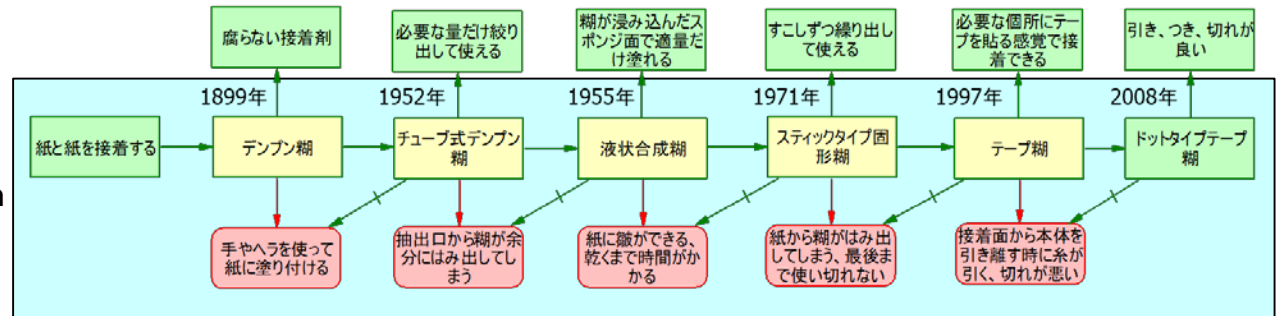 腐らない接着剤
必要な量だけ絞り
出して使える
糊が浸み込んだス
ポンジ面で適量だ
け塗れる
すこしずつ繰り出し
て使える
必要な個所にテー
プを貼る感覚で接
着できる
引き、つき、切れが
良い
1899年
1952年
1955年
1971年
1997年
2008年
紙と紙を接着する
デンプン糊
チューブ式デンプン
糊
液状合成糊
スティックタイプ固
形糊
テープ糊
ドットタイプテープ
糊
手やヘラを使って
紙に塗り付ける
抽出口から糊が余
分にはみ出してし
まう
紙に皺ができる、
乾くまで時間がか
かる
紙から糊がはみ出
してしまう、最後ま
で使い切れない
接着面から本体を
引き離す時に糸が
引く、切れが悪い